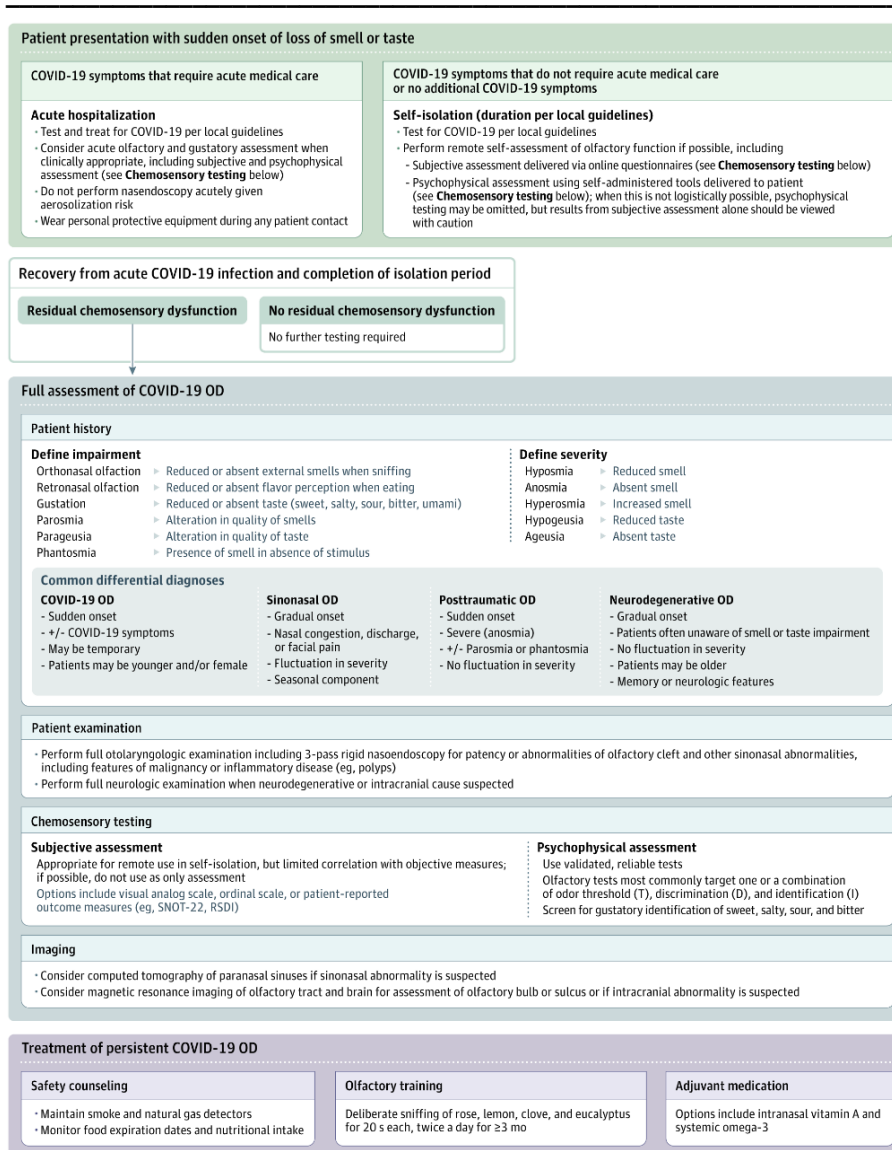 Patient presentation with sudden onset of loss of smell or taste
COVID-19 symptoms that require acute medical care
Acute hospitalization
· Test and treat for COVID-19 per local guidelines
· Consider acute olfactory and gustatory assessment when
clinically appropriate, including subjective and psychophysical
assessment (see Chemosensory testing below)
· Do not perform nasendoscopy acutely given
aerosolization risk
· Wear personal protective equipment during any patient contact
COVID-19 symptoms that do not require acute medical care
or no additional COVID-19 symptoms
Self-isolation (duration per local guidelines)
· Test for COVID-19 per local guidelines
· Perform remote self-assessment of olfactory function if possible, including
- Subjective assessment delivered via online questionnaires (see Chemosensory testing below)
- Psychophysical assessment using self-administered tools delivered to patient
(see Chemosensory testing below); when this is not logistically possible, psychophysical
testing may be omitted, but results from subjective assessment alone should be viewed
with caution
Recovery from acute COVID-19 infection and completion of isolation period
Residual chemosensory dysfunction
No residual chemosensory dysfunction
No further testing required
Full assessment of COVID-19 OD
Patient history
Define impairment
Orthonasal olfaction Reduced or absent external smells when sniffing
Retronasal olfaction Reduced or absent flavor perception when eating
Gustation Reduced or absent taste (sweet, salty, sour, bitter, umami)
Parosmia Alteration in quality of smells
Parageusia Alteration in quality of taste
Phantosmia Presence of smell in absence of stimulus
Define severity
Hyposmia Reduced smell
Anosmia Absent smell
Hyperosmia Increased smell
Hypogeusia Reduced taste
Ageusia Absent taste
Common differential diagnoses
COVID-19 OD
- Sudden onset
- +/- COVID-19 symptoms
- May be temporary
- Patients may be younger and/or female
Sinonasal OD
- Gradual onset
- Nasal congestion, discharge,
or facial pain
- Fluctuation in severity
- Seasonal component
Posttraumatic OD
- Sudden onset
- Severe (anosmia)
- +/- Parosmia or phantosmia
- No fluctuation in severity
Neurodegenerative OD
- Gradual onset
- Patients often unaware of smell or taste impairment
- No fluctuation in severity
- Patients may be older
- Memory or neurologic features
Patient examination
· Perform full otolaryngologic examination including 3-pass rigid nasoendoscopy for patency or abnormalities of olfactory cleft and other sinonasal abnormalities,
including features of malignancy or inflammatory disease (eg, polyps)
· Perform full neurologic examination when neurodegenerative or intracranial cause suspected
Chemosensory testing
Subjective assessment
Appropriate for remote use in self-isolation, but limited correlation with objective measures;
if possible, do not use as only assessment
Options include visual analog scale, ordinal scale, or patient-reported
outcome measures (eg, SNOT-22, RSDI)
Psychophysical assessment
Use validated, reliable tests
Olfactory tests most commonly target one or a combination
of odor threshold (T), discrimination (D), and identification (I)
Screen for gustatory identification of sweet, salty, sour, and bitter
Imaging
· Consider computed tomography of paranasal sinuses if sinonasal abnormality is suspected
· Consider magnetic resonance imaging of olfactory tract and brain for assessment of olfactory bulb or sulcus or if intracranial abnormality is suspected
Treatment of persistent COVID-19 OD
Safety counseling
· Maintain smoke and natural gas detectors
· Monitor food expiration dates and nutritional intake
Olfactory training
Deliberate sniffing of rose, lemon, clove, and eucalyptus
for 20 s each, twice a day for ≥3 mo
Adjuvant medication
Options include intranasal vitamin A and
systemic omega-3